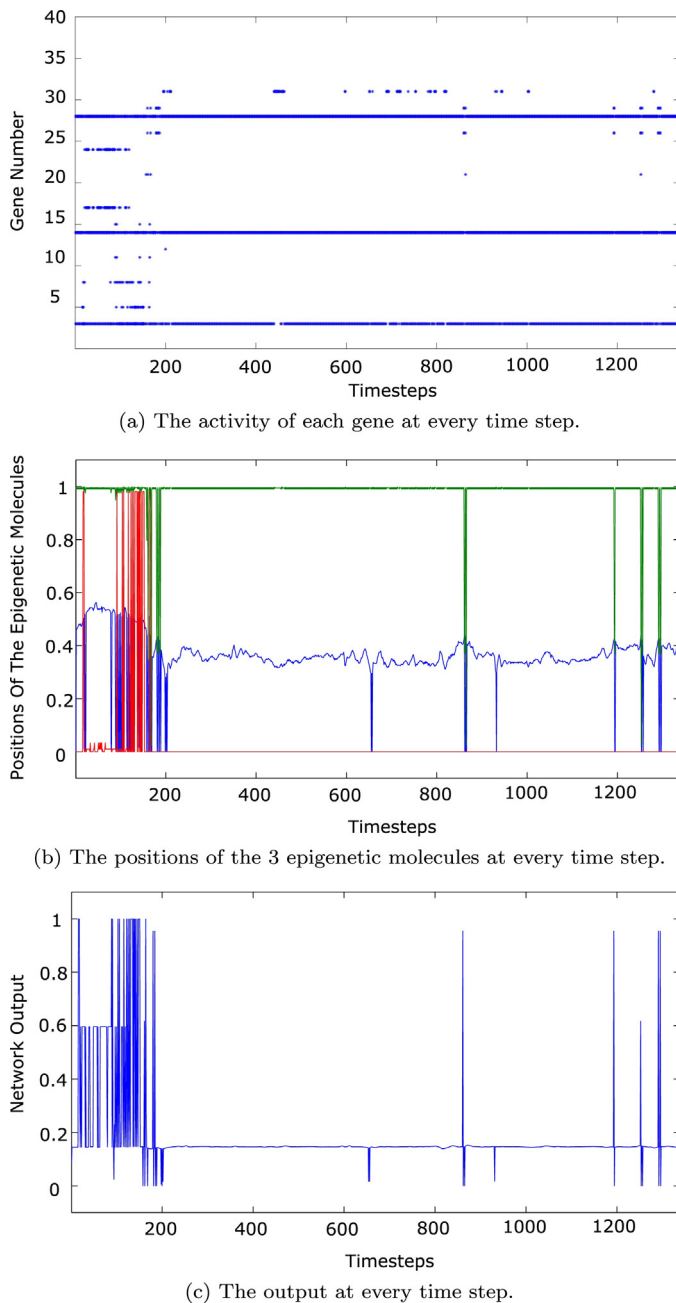 40
35
30
25
20
15
10
5
Gene Number
200 400 600 800 1000 1200
Timesteps
(a) The activity of each gene at every time step.
1
0.8
0.6
0.4
0.2
0
Positions Of The Epigenetic Molecules
200 400 600 800 1000 1200
Timesteps
(b) The positions of the 3 epigenetic molecules at every time step.
1
0.8
0.6
0.4
0.2
0
Network Output
200 400 600 800 1000 1200
Timesteps
(c) The output at every time step.